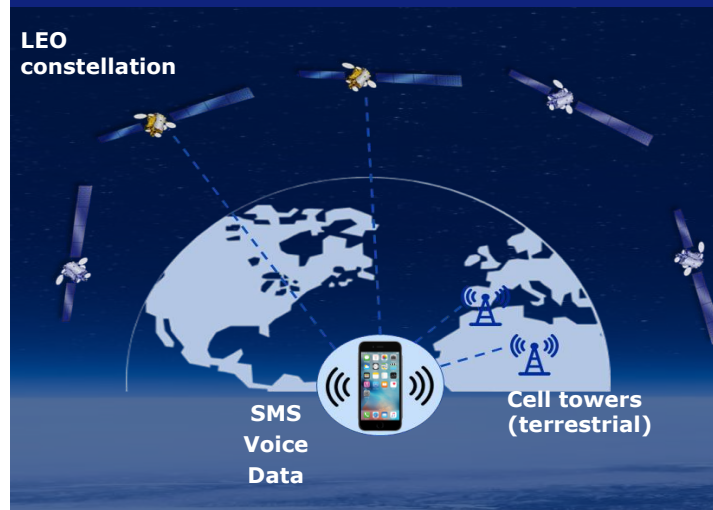 LEO
constellation
SMS
Voice
Data
Cell towers
(terrestrial)